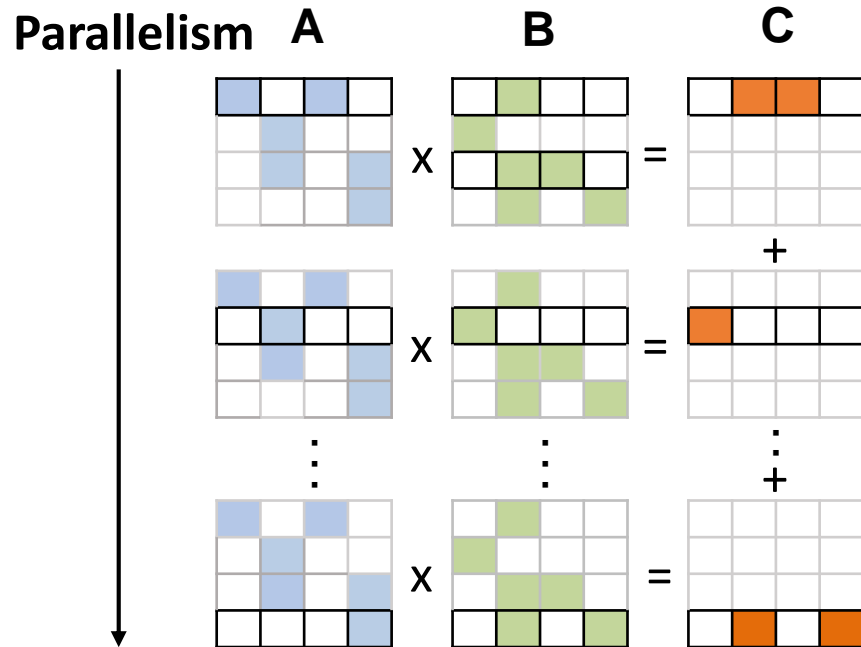 Parallelism A B C
x =
+
x =
⋮ ⋮ ⋮
+
x =